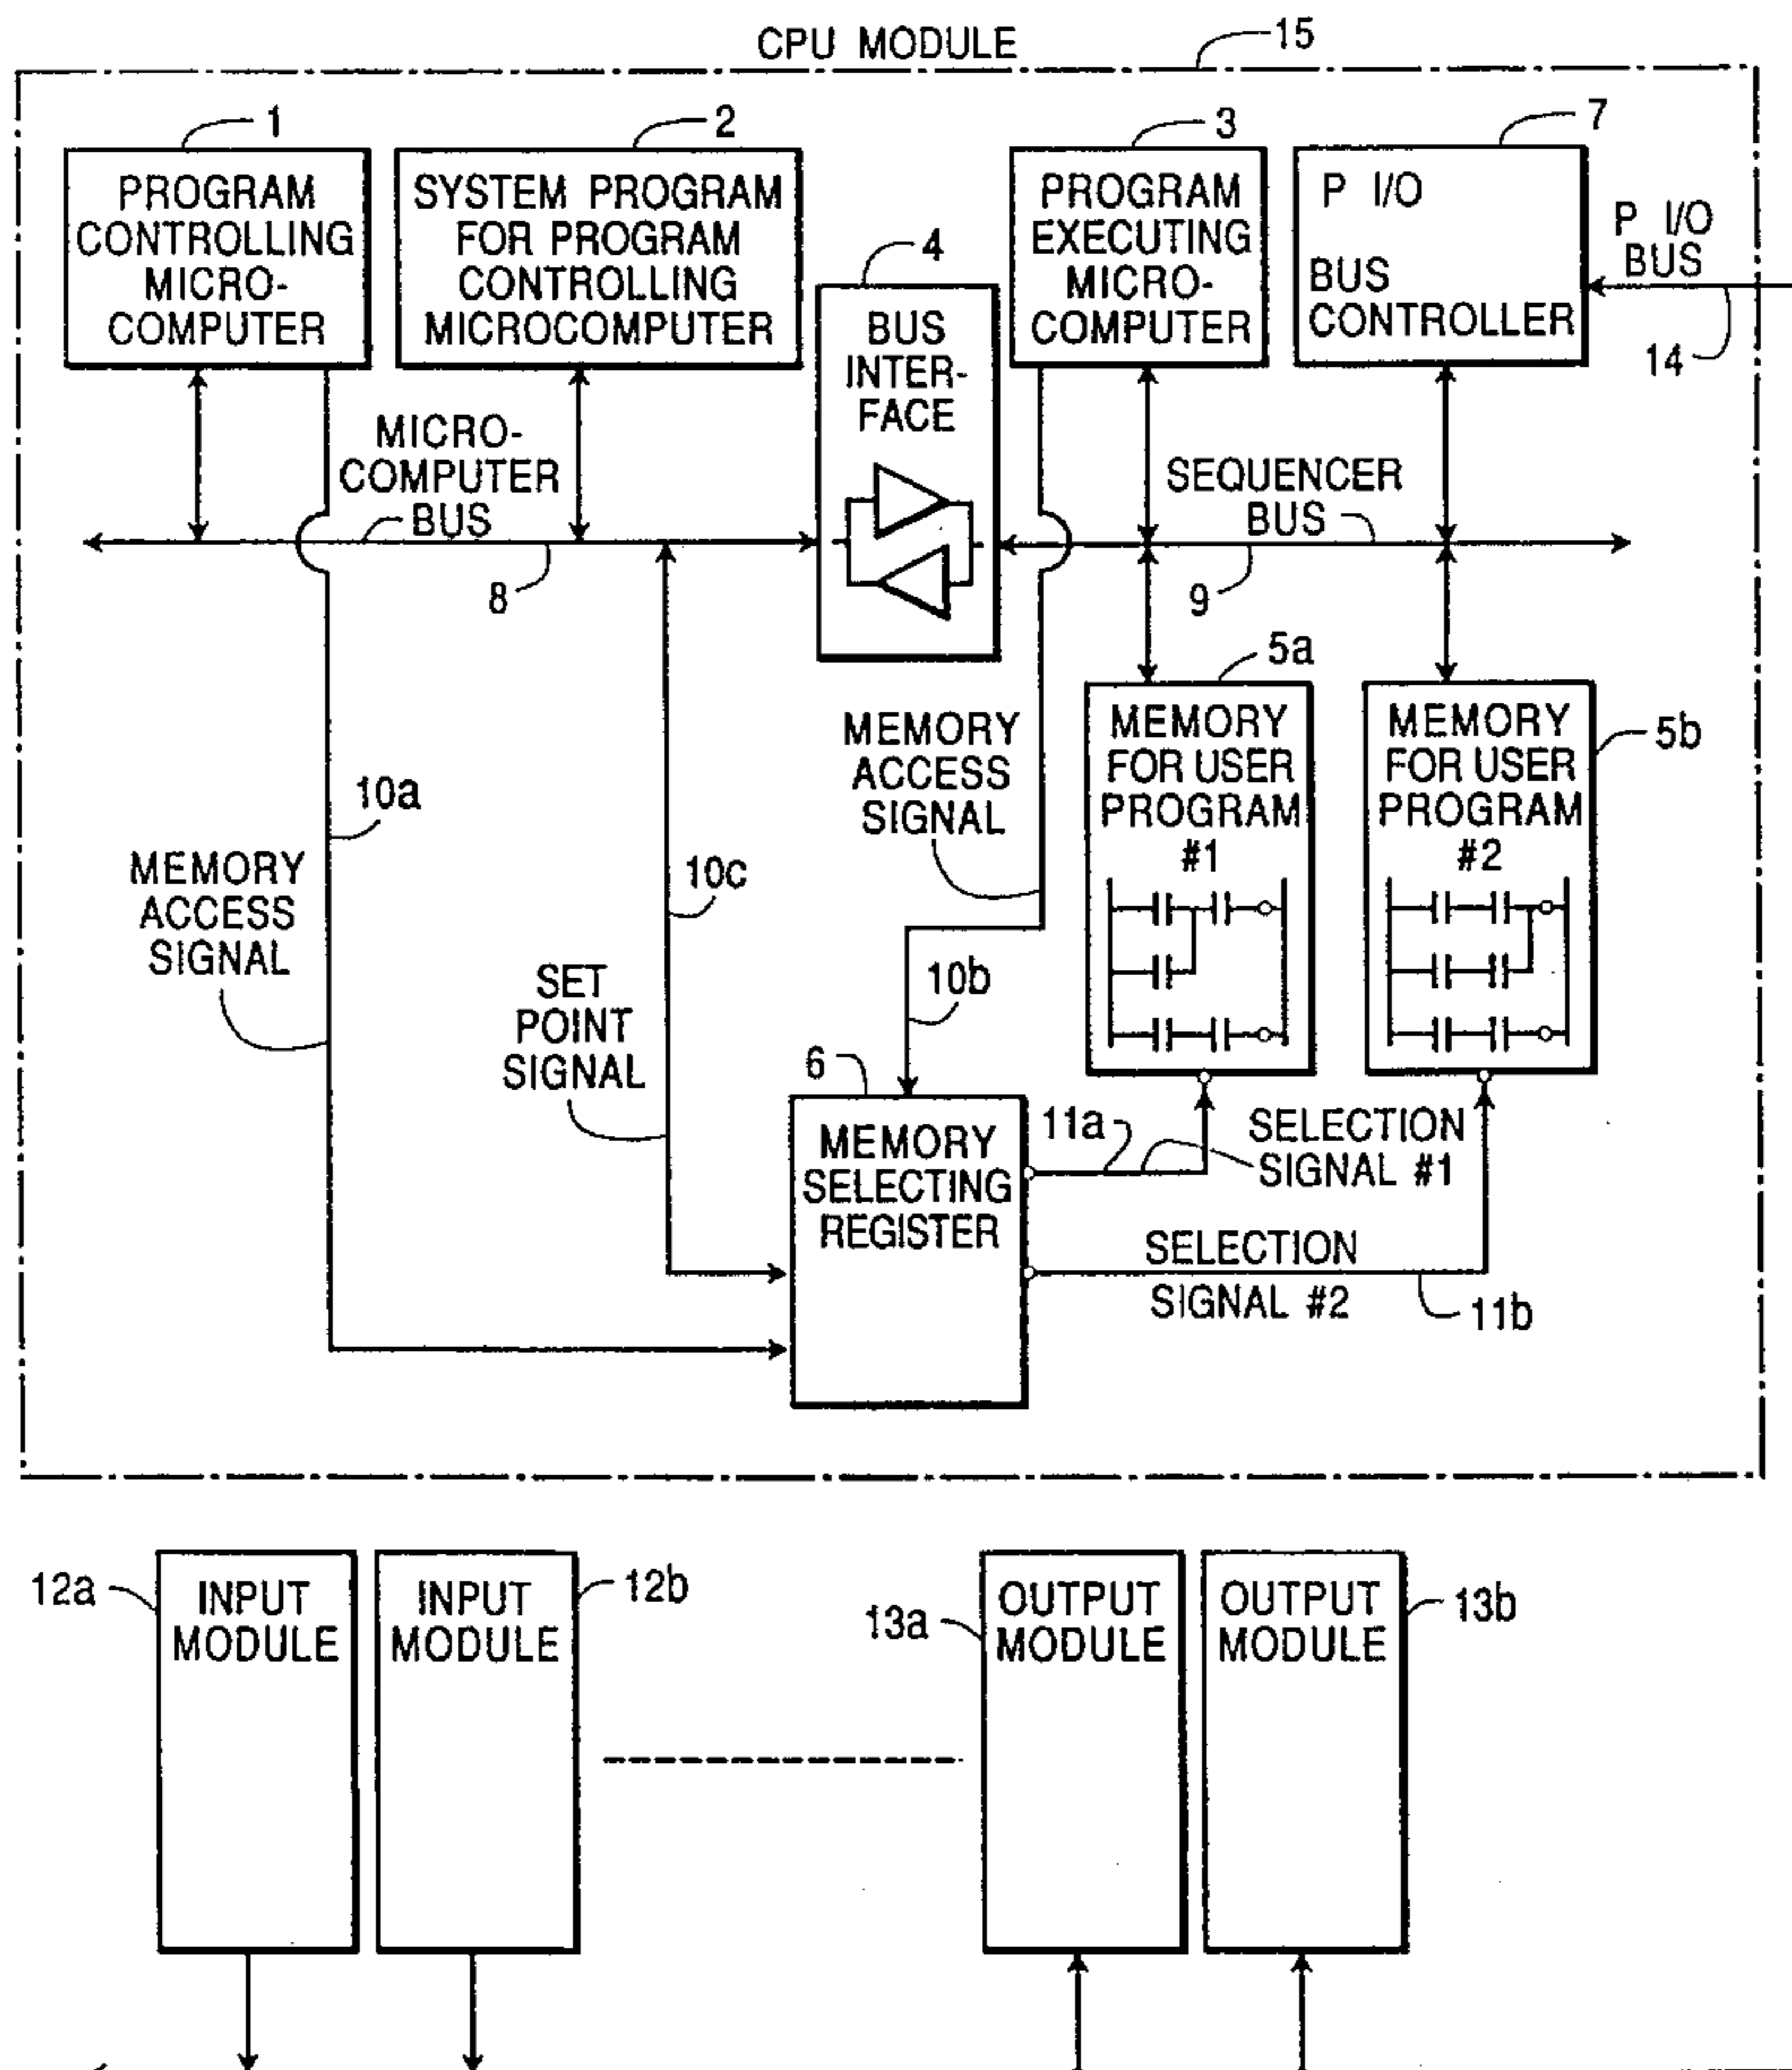 CPU MODULE
15
1
2
3
7
PROGRAM
CONTROLLING
MICRO-
COMPUTER
SYSTEM PROGRAM
FOR PROGRAM
CONTROLLING
MICROCOMPUTER
4
BUS
INTER-
FACE
PROGRAM
EXECUTING
MICRO-
COMPUTER
P I/O
BUS
CONTROLLER
P I/O
BUS
14
MICRO-
COMPUTER
BUS
8
SEQUENCER
BUS
9
5a
MEMORY
FOR USER
PROGRAM
#1
5b
MEMORY
FOR USER
PROGRAM
#2
10a
MEMORY
ACCESS
SIGNAL
10c
SET
POINT
SIGNAL
MEMORY
ACCESS
SIGNAL
10b
6
MEMORY
SELECTING
REGISTER
11a
SELECTION
SIGNAL #1
SELECTION
SIGNAL #2
11b
12a
INPUT
MODULE
INPUT
MODULE
12b
13a
OUTPUT
MODULE
OUTPUT
MODULE
13b